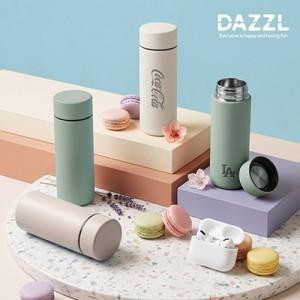 DAZZL
Everyone is happy and having fun
Coca-Cola
LA